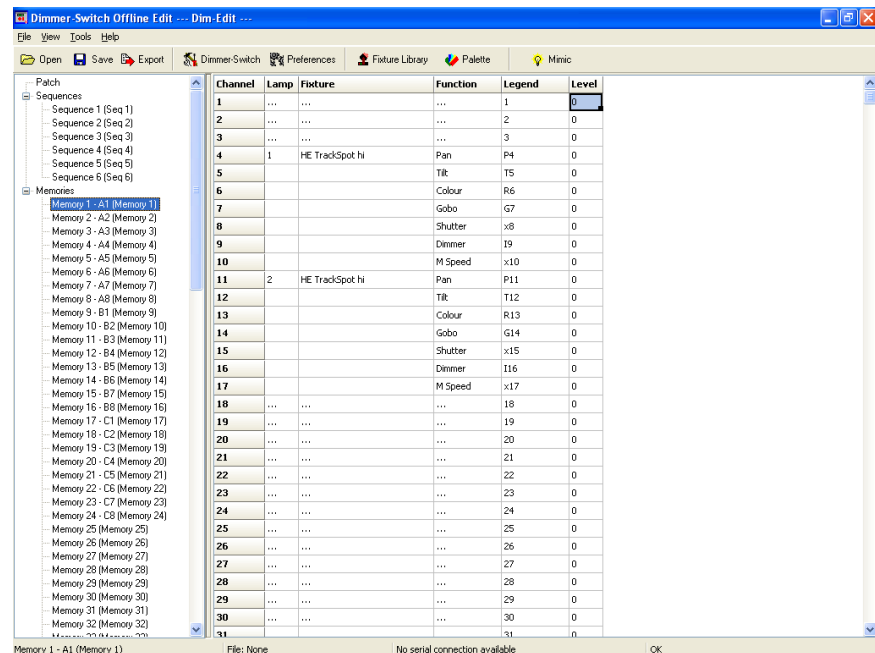 Dimmer-Switch Offline Edit --- Dim-Edit ---
File View Tools Help
Open Save Export Dimmer-Switch Preferences Fixture Library Palette Mimic
Patch
Sequences
Sequence 1 (Seq 1)
Sequence 2 (Seq 2)
Sequence 3 (Seq 3)
Sequence 4 (Seq 4)
Sequence 5 (Seq 5)
Sequence 6 (Seq 6)
Memories
Memory 1 - A1 (Memory 1)
Memory 2 - A2 (Memory 2)
Memory 3 - A3 (Memory 3)
Memory 4 - A4 (Memory 4)
Memory 5 - A5 (Memory 5)
Memory 6 - A6 (Memory 6)
Memory 7 - A7 (Memory 7)
Memory 8 - A8 (Memory 8)
Memory 9 - B1 (Memory 9)
Memory 10 - B2 (Memory 10)
Memory 11 - B3 (Memory 11)
Memory 12 - B4 (Memory 12)
Memory 13 - B5 (Memory 13)
Memory 14 - B6 (Memory 14)
Memory 15 - B7 (Memory 15)
Memory 16 - B8 (Memory 16)
Memory 17 - C1 (Memory 17)
Memory 18 - C2 (Memory 18)
Memory 19 - C3 (Memory 19)
Memory 20 - C4 (Memory 20)
Memory 21 - C5 (Memory 21)
Memory 22 - C6 (Memory 22)
Memory 23 - C7 (Memory 23)
Memory 24 - C8 (Memory 24)
Memory 25 (Memory 25)
Memory 26 (Memory 26)
Memory 27 (Memory 27)
Memory 28 (Memory 28)
Memory 29 (Memory 29)
Memory 30 (Memory 30)
Memory 31 (Memory 31)
Memory 32 (Memory 32)
Channel Lamp Fixture Function Legend Level
1 ... ... ... 1 0
2 ... ... ... 2 0
3 ... ... ... 3 0
4 1 HE TrackSpot hi Pan P4 0
5 Tilt T5 0
6 Colour R6 0
7 Gobo G7 0
8 Shutter x8 0
9 Dimmer I9 0
10 M Speed x10 0
11 2 HE TrackSpot hi Pan P11 0
12 Tilt T12 0
13 Colour R13 0
14 Gobo G14 0
15 Shutter x15 0
16 Dimmer I16 0
17 M Speed x17 0
18 ... ... ... 18 0
19 ... ... ... 19 0
20 ... ... ... 20 0
21 ... ... ... 21 0
22 ... ... ... 22 0
23 ... ... ... 23 0
24 ... ... ... 24 0
25 ... ... ... 25 0
26 ... ... ... 26 0
27 ... ... ... 27 0
28 ... ... ... 28 0
29 ... ... ... 29 0
30 ... ... ... 30 0
31 31 0
Memory 1 - A1 (Memory 1) File: None No serial connection available OK